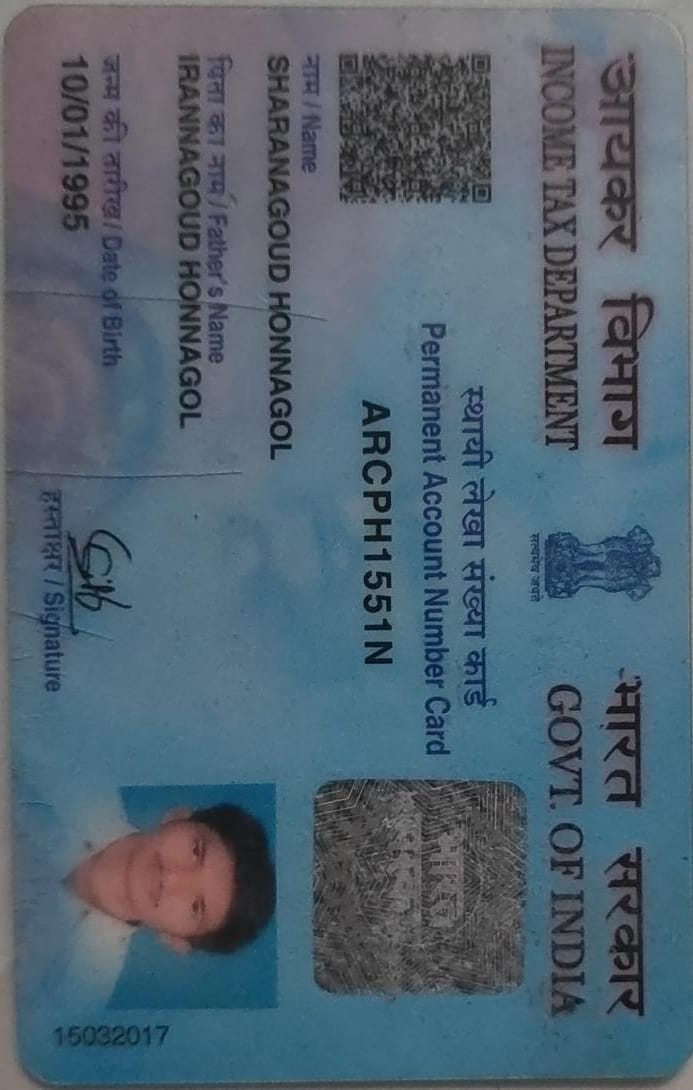 आयकर विभाग
INCOME TAX DEPARTMENT
सत्यमेव जयते
भारत सरकार
GOVT. OF INDIA
स्थायी लेखा संख्या कार्ड
Permanent Account Number Card
ARCPH1551N
नाम / Name
SHARANAGOUD HONNAGOL
पिता का नाम / Father's Name
IRANNAGOUD HONNAGOL
जन्म की तारीख / Date of Birth
10/01/1995
हस्ताक्षर / Signature
भारत
15032017